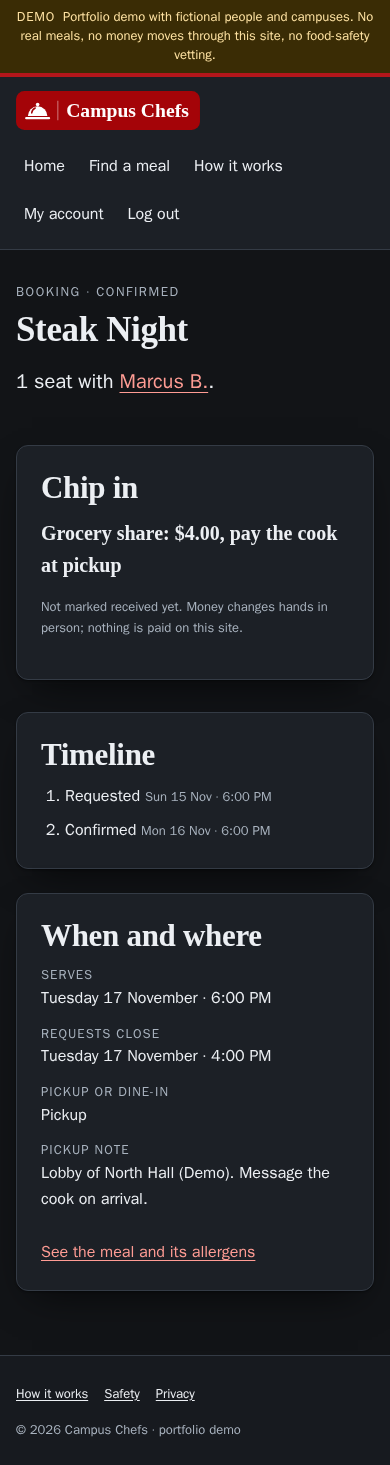 DEMO Portfolio demo with fictional people and campuses. No
real meals, no money moves through this site, no food-safety
vetting.
Campus Chefs
Home Find a meal How it works
My account Log out
BOOKING · CONFIRMED
Steak Night
1 seat with Marcus B..
Chip in
Grocery share: $4.00, pay the cook
at pickup
Not marked received yet. Money changes hands in
person; nothing is paid on this site.
Timeline
1. Requested Sun 15 Nov · 6:00 PM
2. Confirmed Mon 16 Nov · 6:00 PM
When and where
SERVES
Tuesday 17 November · 6:00 PM
REQUESTS CLOSE
Tuesday 17 November · 4:00 PM
PICKUP OR DINE-IN
Pickup
PICKUP NOTE
Lobby of North Hall (Demo). Message the
cook on arrival.
See the meal and its allergens
How it works Safety Privacy
© 2026 Campus Chefs · portfolio demo